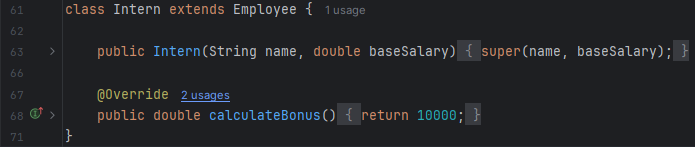 61 class Intern extends Employee { 1 usage
62
63 public Intern(String name, double baseSalary) { super(name, baseSalary); }
66
67 @Override 2 usages
68 public double calculateBonus() { return 10000; }
71 }